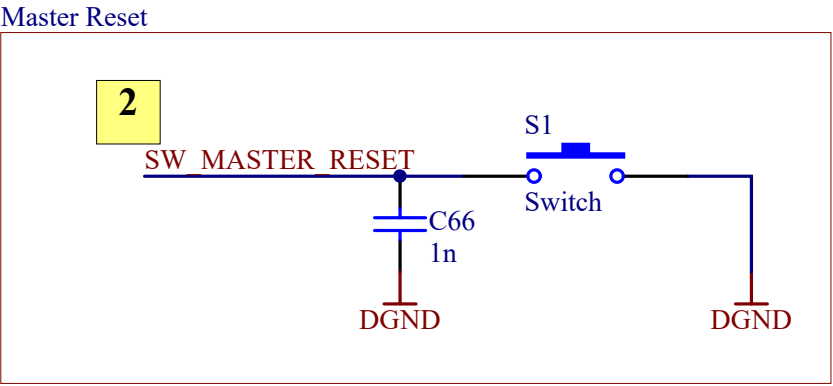 Master Reset
2
SW_MASTER_RESET
S1
Switch
C66
1n
DGND
DGND